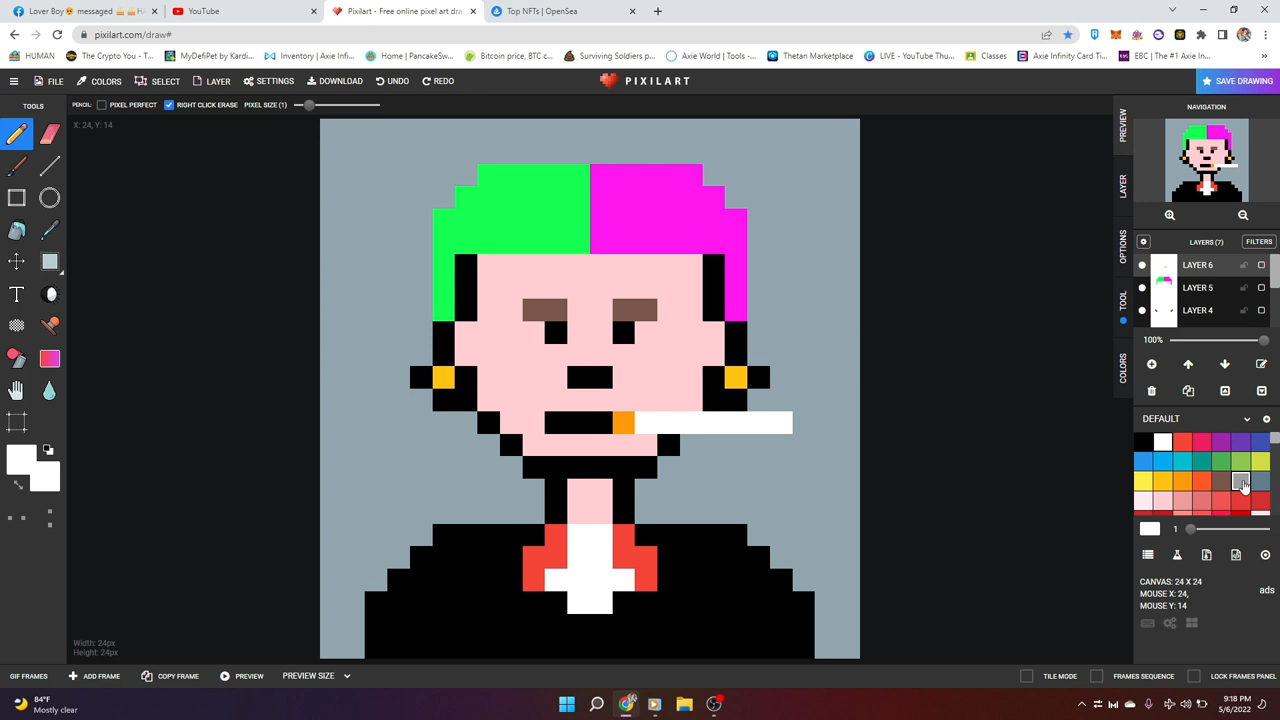 Lover Boy messaged
YouTube
Pixilart - Free online pixel art dra
Top NFTs | OpenSea
pixilart.com/draw#
HUMAN
The Crypto You - T...
MyDefiPet by Kardi...
Inventory | Axie Infi...
Home | PancakeSw...
Bitcoin price, BTC c...
Surviving Soldiers p...
Axie World | Tools -...
Thetan Marketplace
LIVE - YouTube Thu...
Classes
Axie Infinity Card Ti...
EBC | The #1 Axie In...
FILE
COLORS
SELECT
LAYER
SETTINGS
DOWNLOAD
UNDO
REDO
PIXILART
SAVE DRAWING
TOOLS
PENCIL:
PIXEL PERFECT
RIGHT CLICK ERASE
PIXEL SIZE (1)
X: 24, Y: 14
PREVIEW
LAYER
OPTIONS
TOOL
COLORS
NAVIGATION
LAYERS (7)
FILTERS
LAYER 6
LAYER 5
LAYER 4
100%
DEFAULT
1
CANVAS: 24 X 24
MOUSE X: 24,
MOUSE Y: 14
ads
Width: 24px
Height: 24px
GIF FRAMES
ADD FRAME
COPY FRAME
PREVIEW
PREVIEW SIZE
TILE MODE
FRAMES SEQUENCE
LOCK FRAMES PANEL
84°F
Mostly clear
9:18 PM
5/6/2022